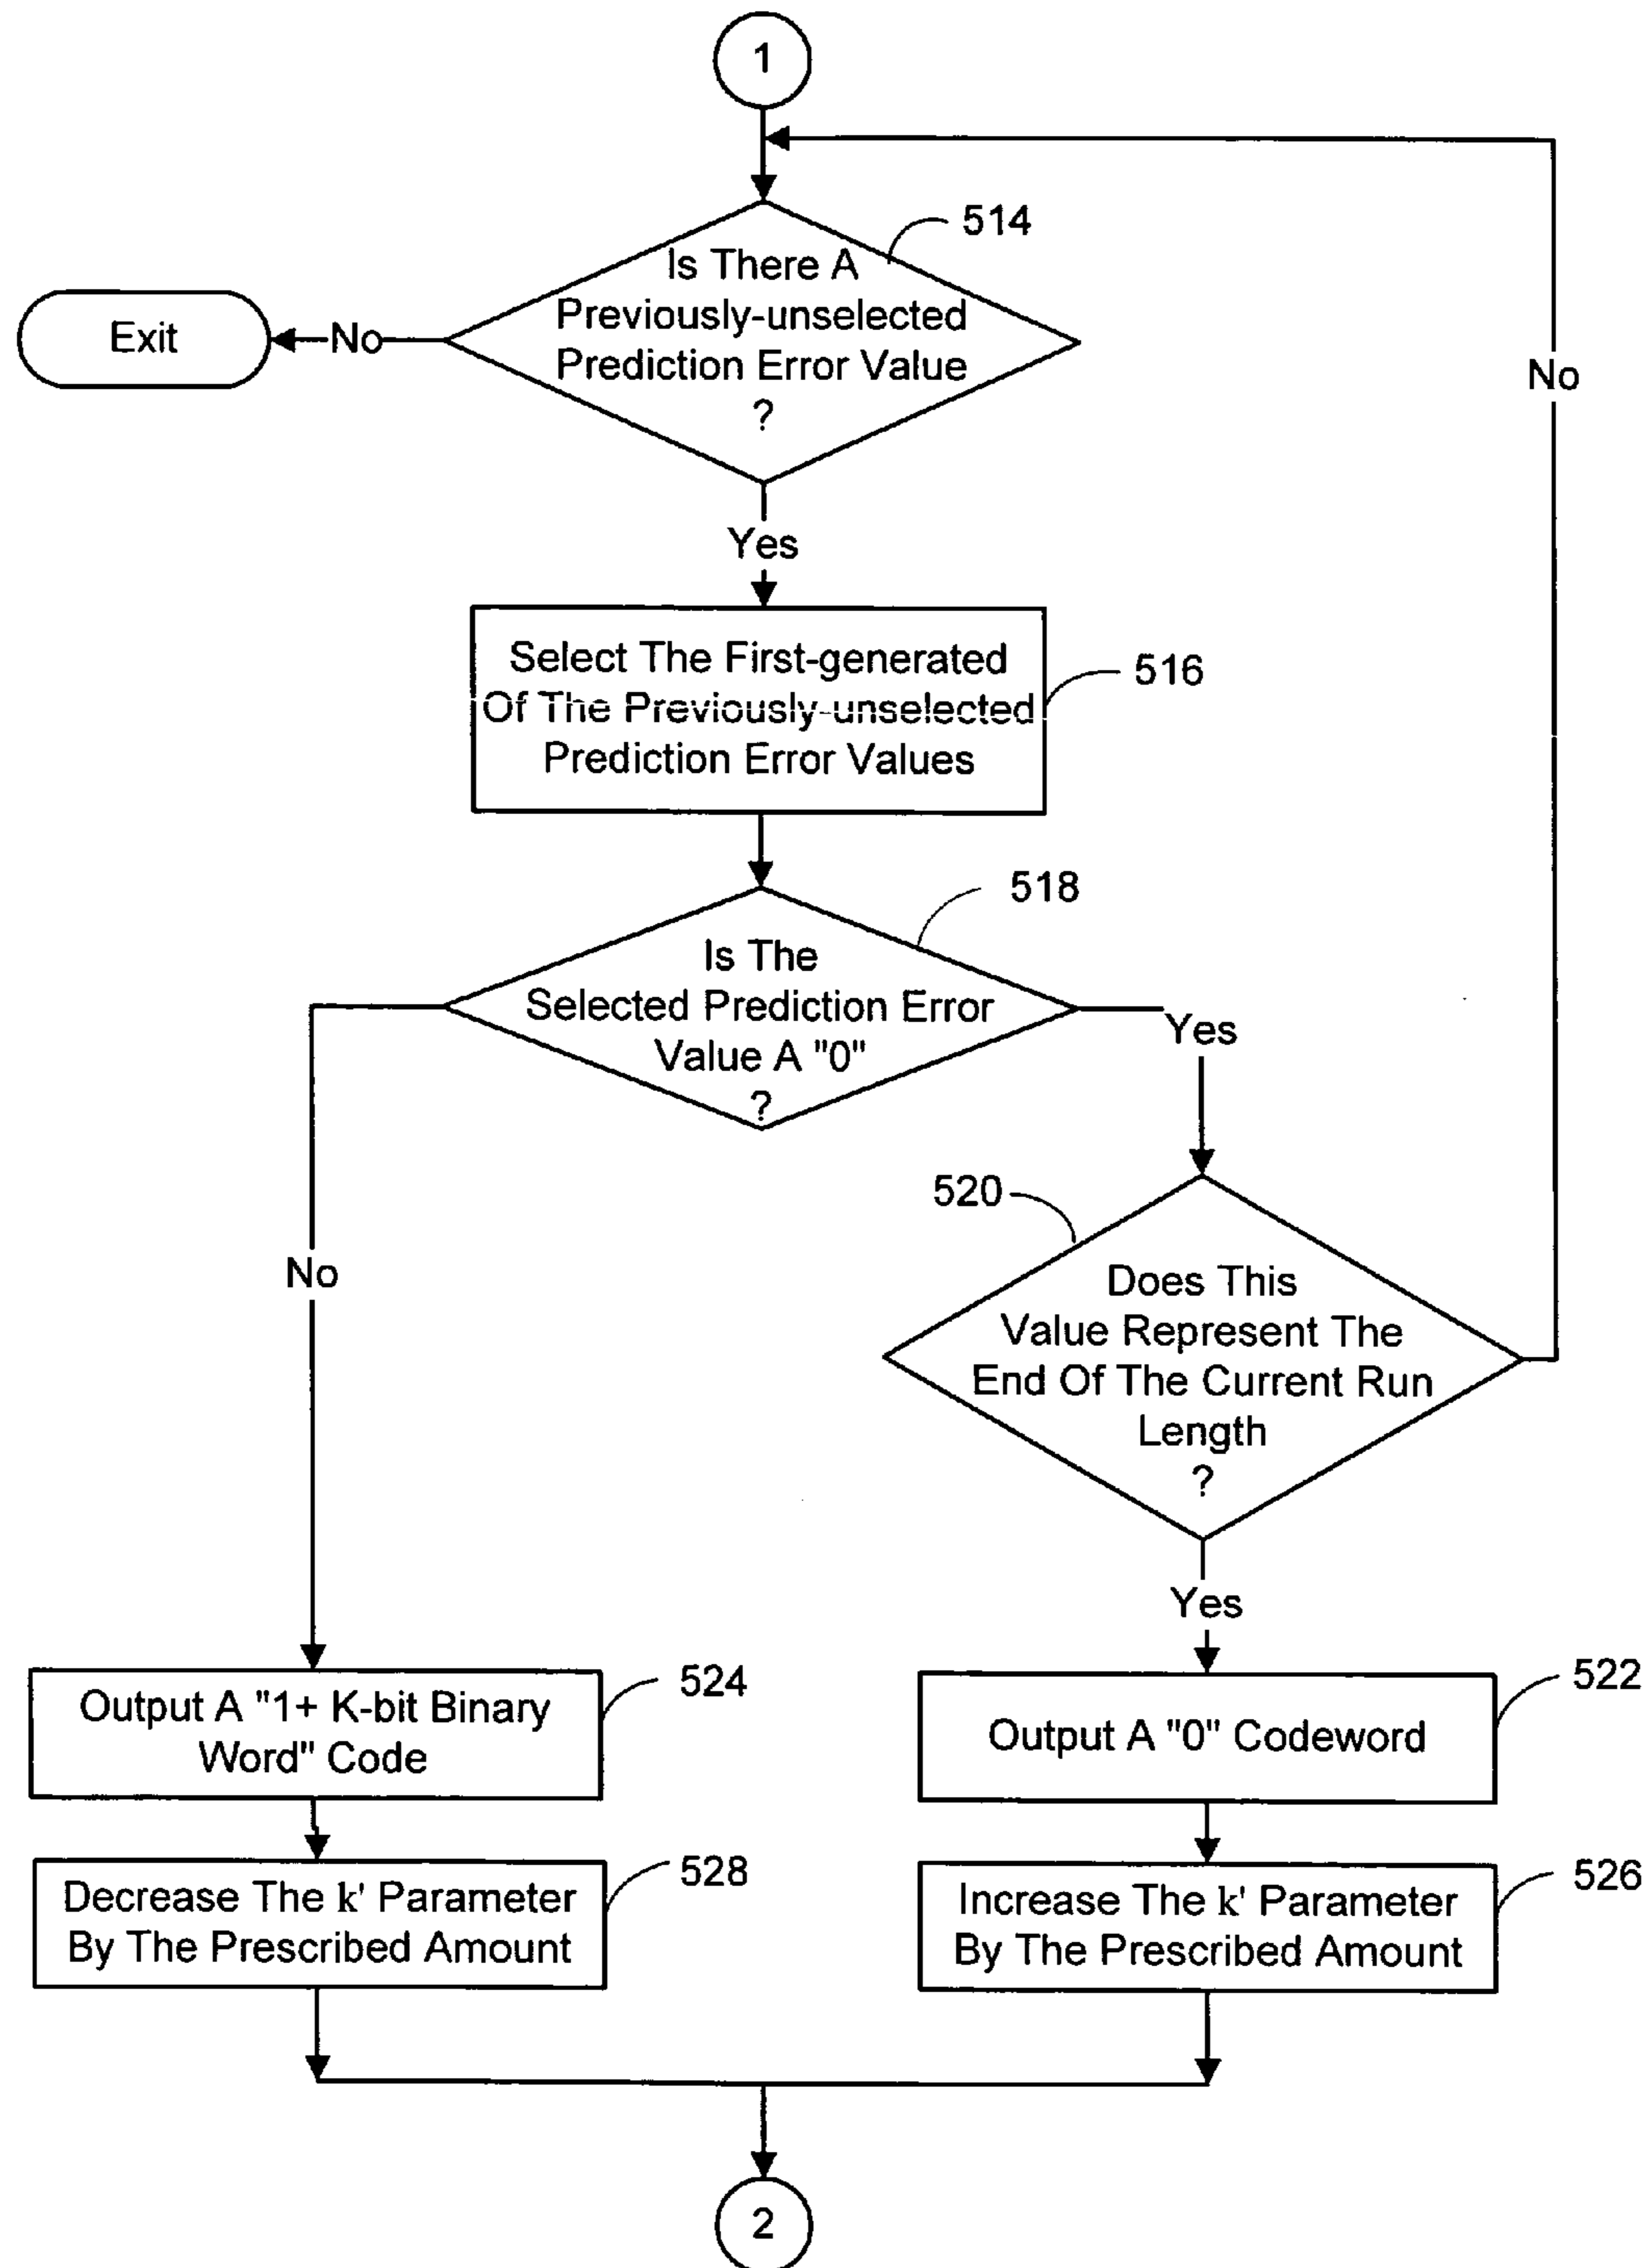 1
514
Is There A
Previously-unselected
Prediction Error Value
?
Exit
No
No
Yes
Select The First-generated
Of The Previously-unselected
Prediction Error Values
516
518
Is The
Selected Prediction Error
Value A "0"
?
Yes
520
No
Does This
Value Represent The
End Of The Current Run
Length
?
Yes
524
522
Output A "1+ K-bit Binary
Word" Code
Output A "0" Codeword
528
526
Decrease The k' Parameter
By The Prescribed Amount
Increase The k' Parameter
By The Prescribed Amount
2